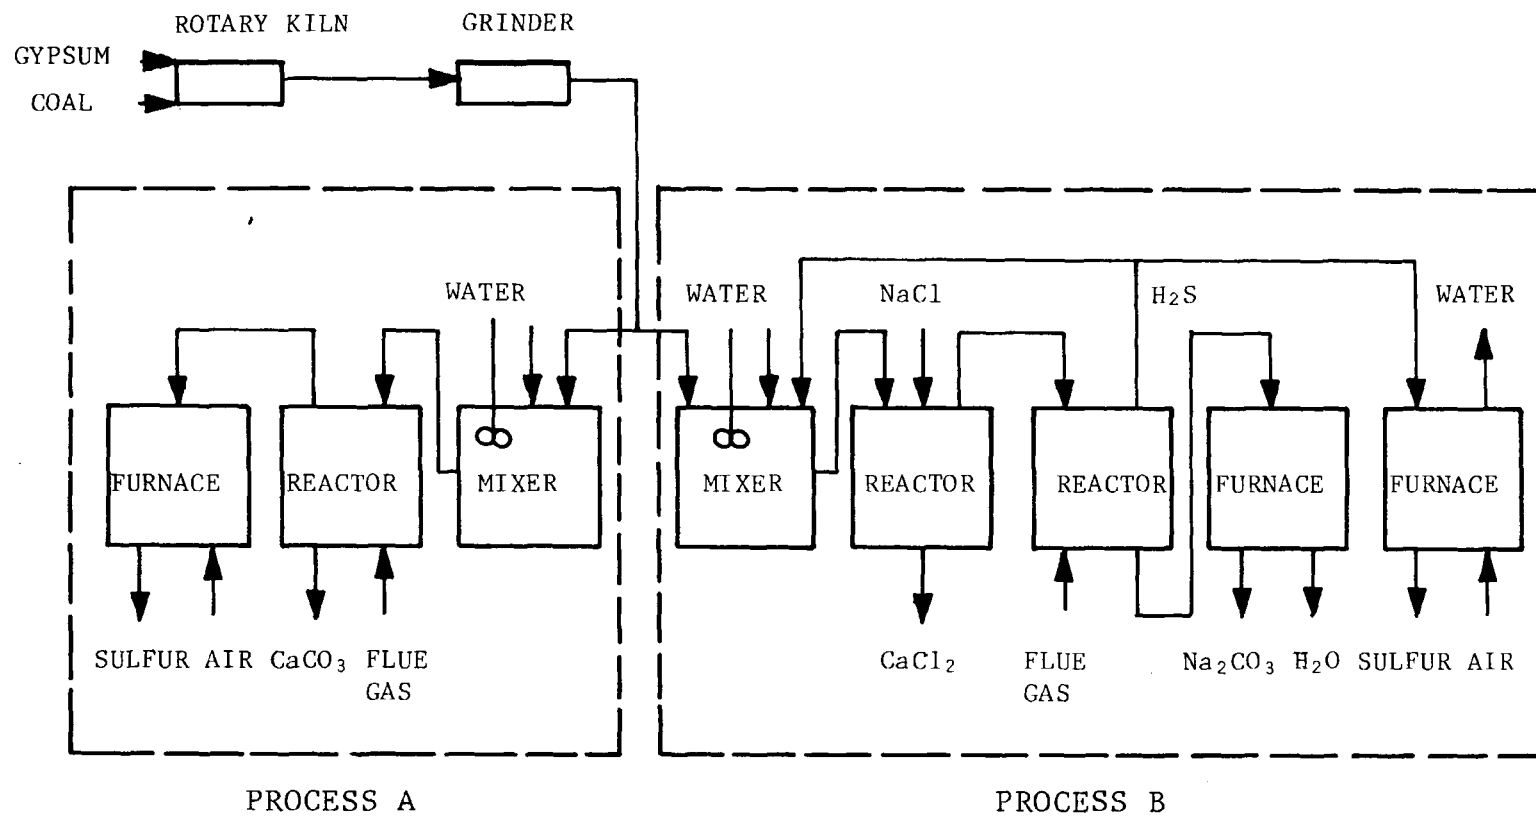 ROTARY KILN GRINDER
GYPSUM
COAL
WATER WATER NaCl H₂S WATER
FURNACE REACTOR MIXER MIXER REACTOR REACTOR FURNACE FURNACE
SULFUR AIR CaCO₃ FLUE GAS CaCl₂ FLUE GAS Na₂CO₃ H₂O SULFUR AIR
PROCESS A PROCESS B